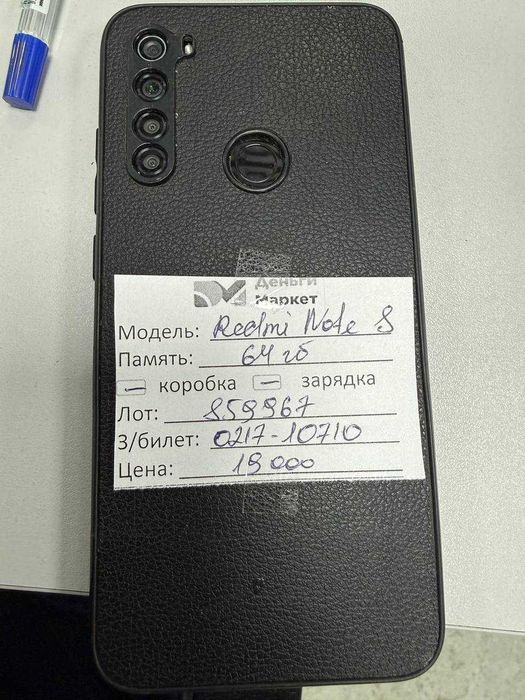 Деньги
Маркет
Модель: Redmi Note 8
Память: 64 гб
— коробка — зарядка
Лот: 859967
З/билет: 0217-10710
Цена: 19 000